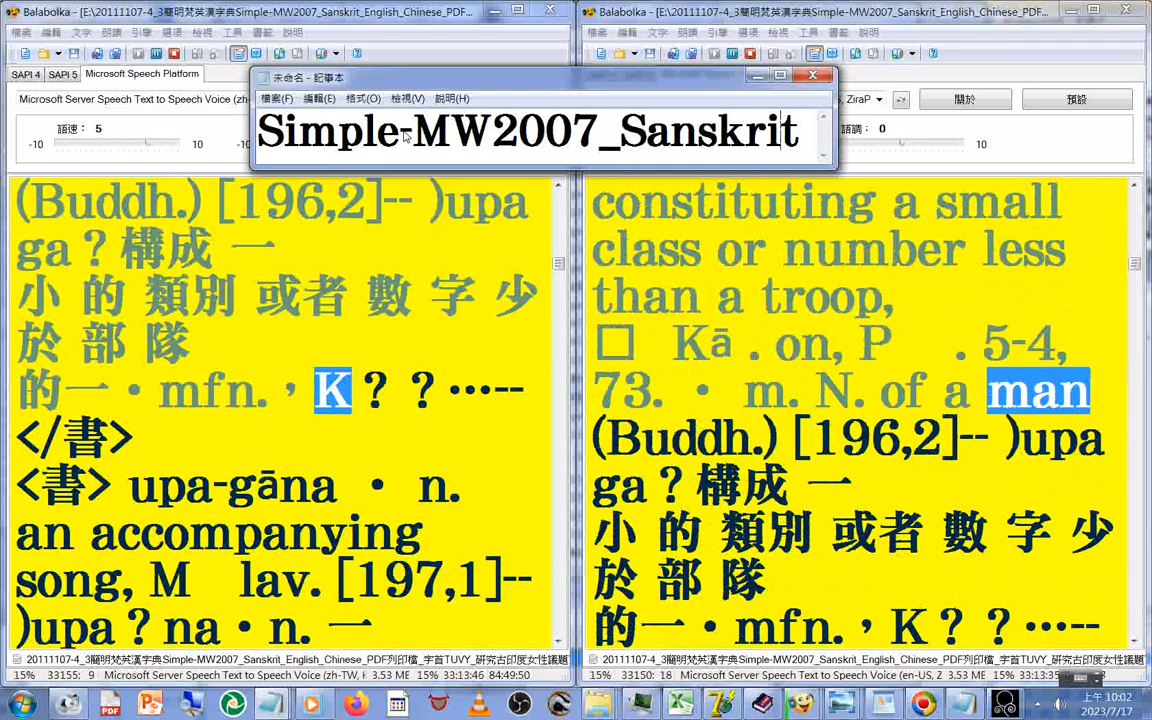 Balabolka - [E:\20111107-4_3簡明梵英漢字典Simple-MW2007_Sanskrit_English_Chinese_PDF...
檔案 編輯 文字 朗讀 引擎 選項 檢視 工具 書籤 說明
SAPI 4 SAPI 5 Microsoft Speech Platform
Microsoft Server Speech Text to Speech Voice (zh-
語速： 5
-10 10 -10
(Buddh.) [196,2]-- )upa
ga？構成 一
小 的 類別 或者 數 字 少
於 部 隊
的一‧mfn.，K？？…--
</書>
<書> upa-gāna ‧ n.
an accompanying
song, M lav. [197,1]--
)upa？na‧n. 一
20111107-4_3簡明梵英漢字典Simple-MW2007_Sanskrit_English_Chinese_PDF列印檔_字首TUVY_研究古印度女性議題
15% 33155: 9 Microsoft Server Speech Text to Speech Voice (zh-TW, 3.53 MB 15% 33:13:46 84:49:50
未命名 - 記事本
檔案(F) 編輯(E) 格式(O) 檢視(V) 說明(H)
Simple-MW2007_Sanskrit
Balabolka - [E:\20111107-4_3簡明梵英漢字典Simple-MW2007_Sanskrit_English_Chinese_PDF...
檔案 編輯 文字 朗讀 引擎 選項 檢視 工具 書籤 說明
, ZiraP 關於 預設
語調： 0
10
constituting a small
class or number less
than a troop,
□ Kā . on, P . 5-4,
73. ‧ m. N. of a man
(Buddh.) [196,2]-- )upa
ga？構成 一
小 的 類別 或者 數 字 少
於 部 隊
的一‧mfn.，K？？…--
20111107-4_3簡明梵英漢字典Simple-MW2007_Sanskrit_English_Chinese_PDF列印檔_字首TUVY_研究古印度女性議題
15% 33150: 18 Microsoft Server Speech Text to Speech Voice (en-US, Z 3.53 MB 15% 33:13:35
上午 10:02
2023/7/17